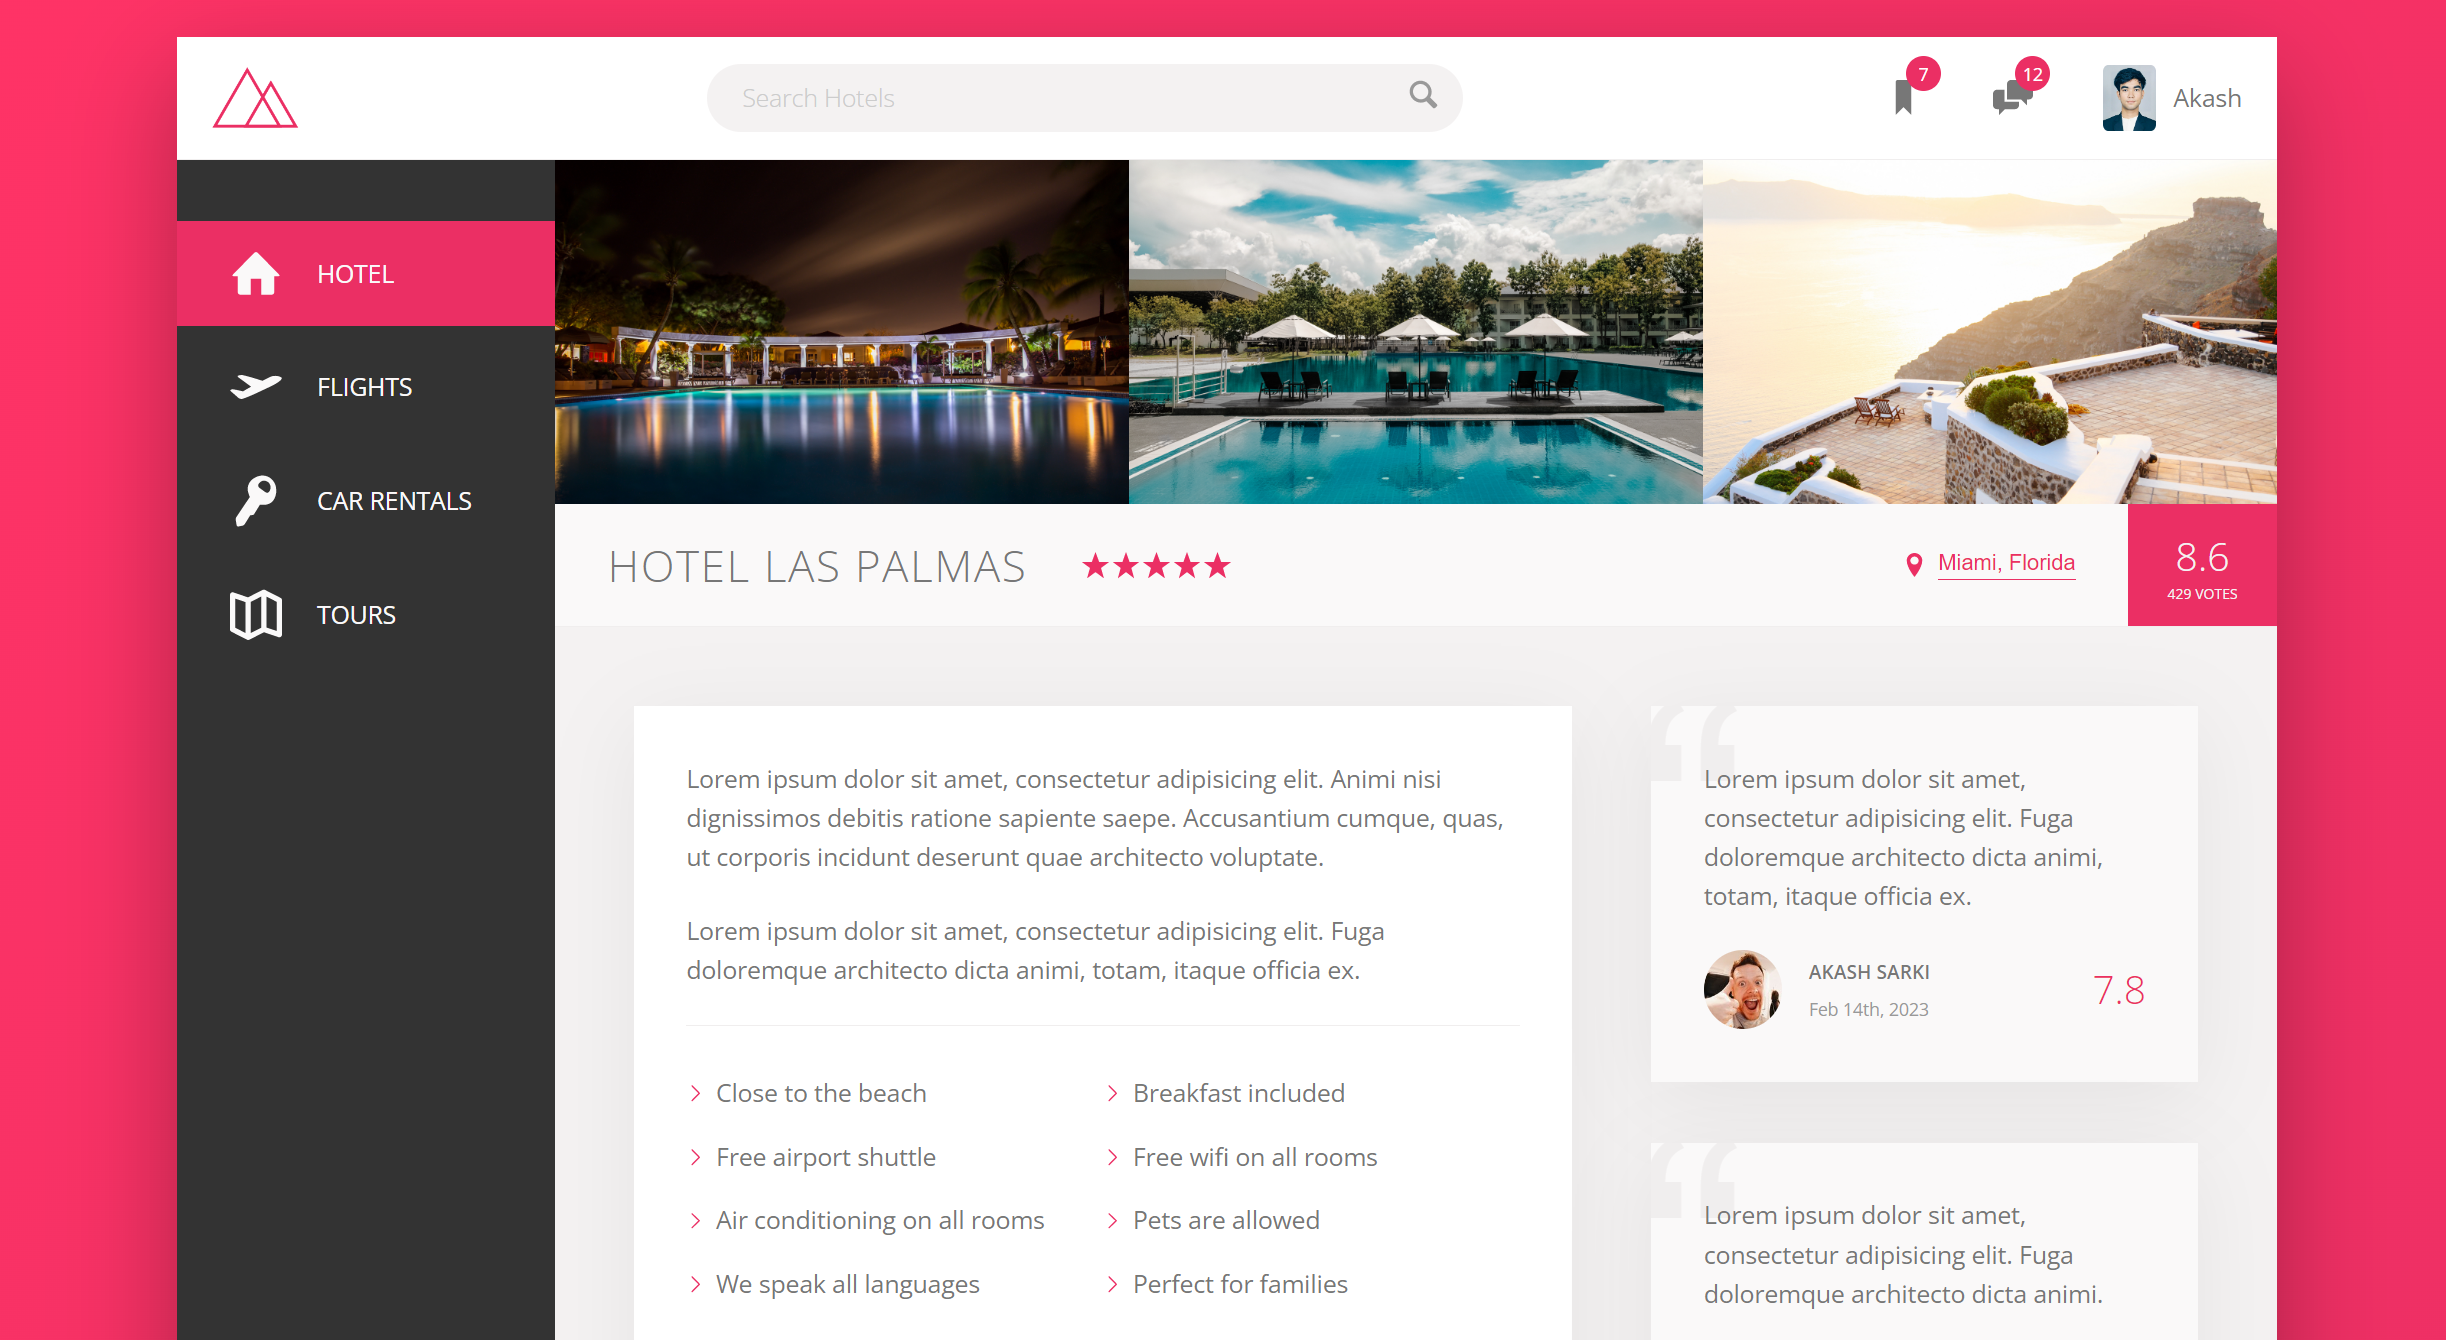 Search Hotels
7
12
Akash
HOTEL
FLIGHTS
CAR RENTALS
TOURS
HOTEL LAS PALMAS
Miami, Florida
8.6
429 VOTES
Lorem ipsum dolor sit amet, consectetur adipisicing elit. Animi nisi
dignissimos debitis ratione sapiente saepe. Accusantium cumque, quas,
ut corporis incidunt deserunt quae architecto voluptate.
Lorem ipsum dolor sit amet, consectetur adipisicing elit. Fuga
doloremque architecto dicta animi, totam, itaque officia ex.
Close to the beach
Breakfast included
Free airport shuttle
Free wifi on all rooms
Air conditioning on all rooms
Pets are allowed
We speak all languages
Perfect for families
“
Lorem ipsum dolor sit amet,
consectetur adipisicing elit. Fuga
doloremque architecto dicta animi,
totam, itaque officia ex.
AKASH SARKI
Feb 14th, 2023
7.8
“
Lorem ipsum dolor sit amet,
consectetur adipisicing elit. Fuga
doloremque architecto dicta animi.